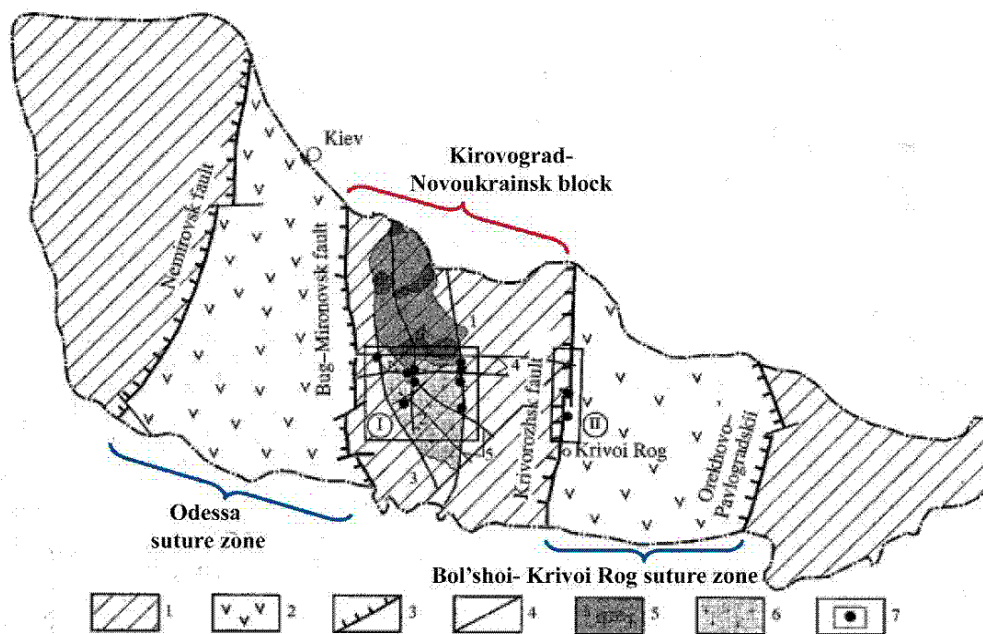 Kiev
Kirovograd-
Novoukrainsk block
Nemirovsk fault
Bug–Mironovsk fault
1
4
I
II
Krivorozhsk fault
Krivoi Rog
Orekhovo–
Pavlogradskii
3
5
Odessa
suture zone
Bol'shoi- Krivoi Rog suture zone
1
2
3
4
5
6
7